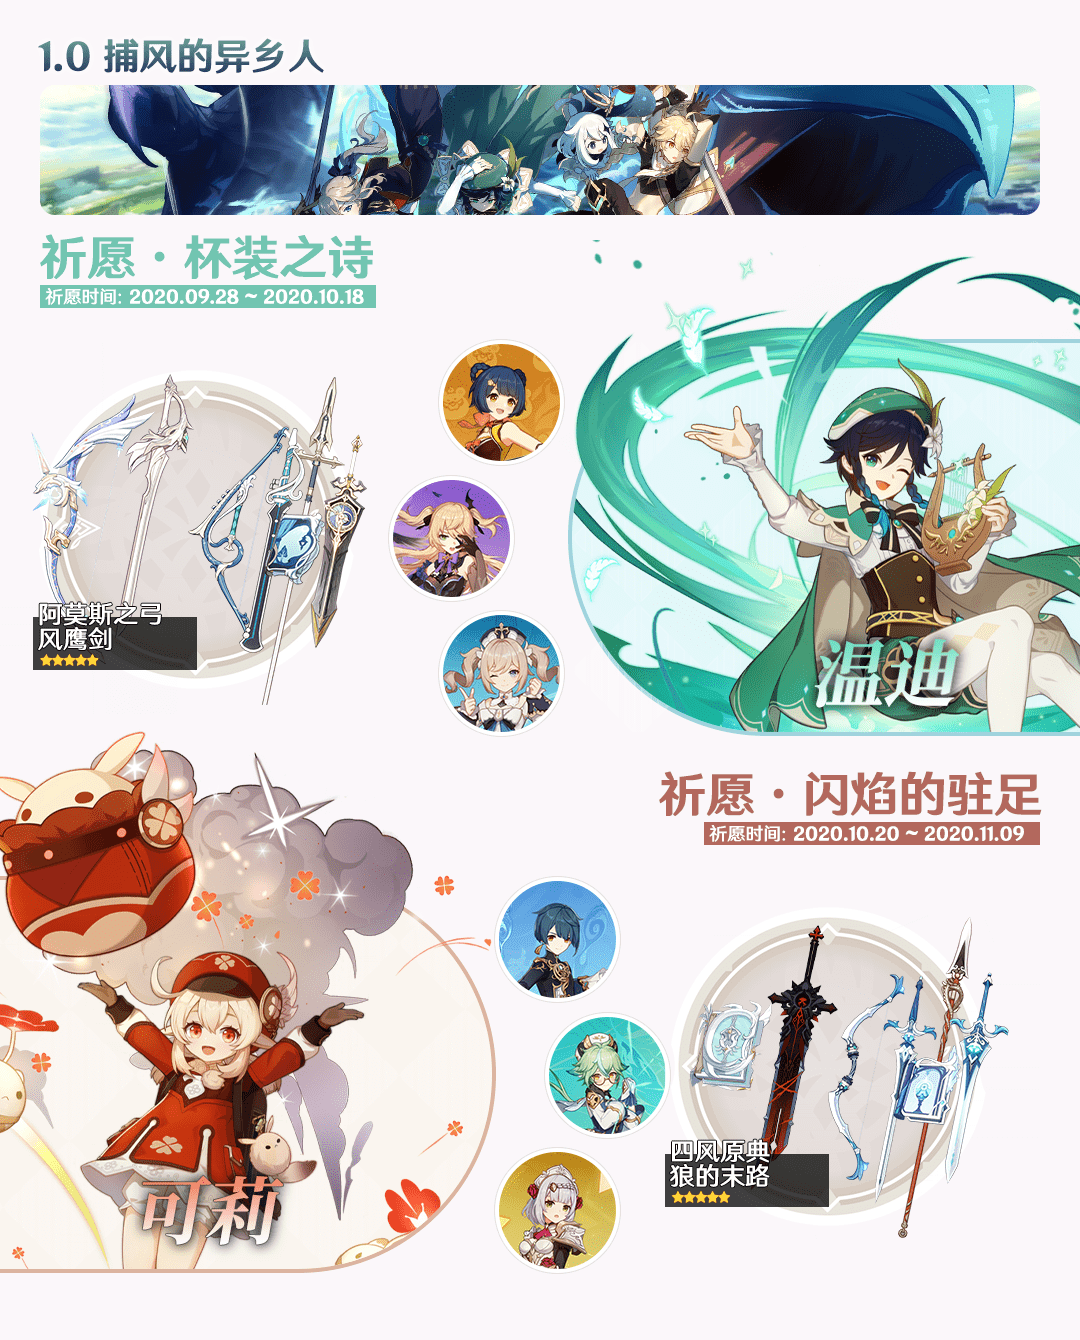 1.0 捕风的异乡人
祈愿·杯装之诗
祈愿时间: 2020.09.28 ~ 2020.10.18
阿莫斯之弓
风鹰剑
温迪
祈愿·闪焰的驻足
祈愿时间: 2020.10.20 ~ 2020.11.09
四风原典
狼的末路
可莉